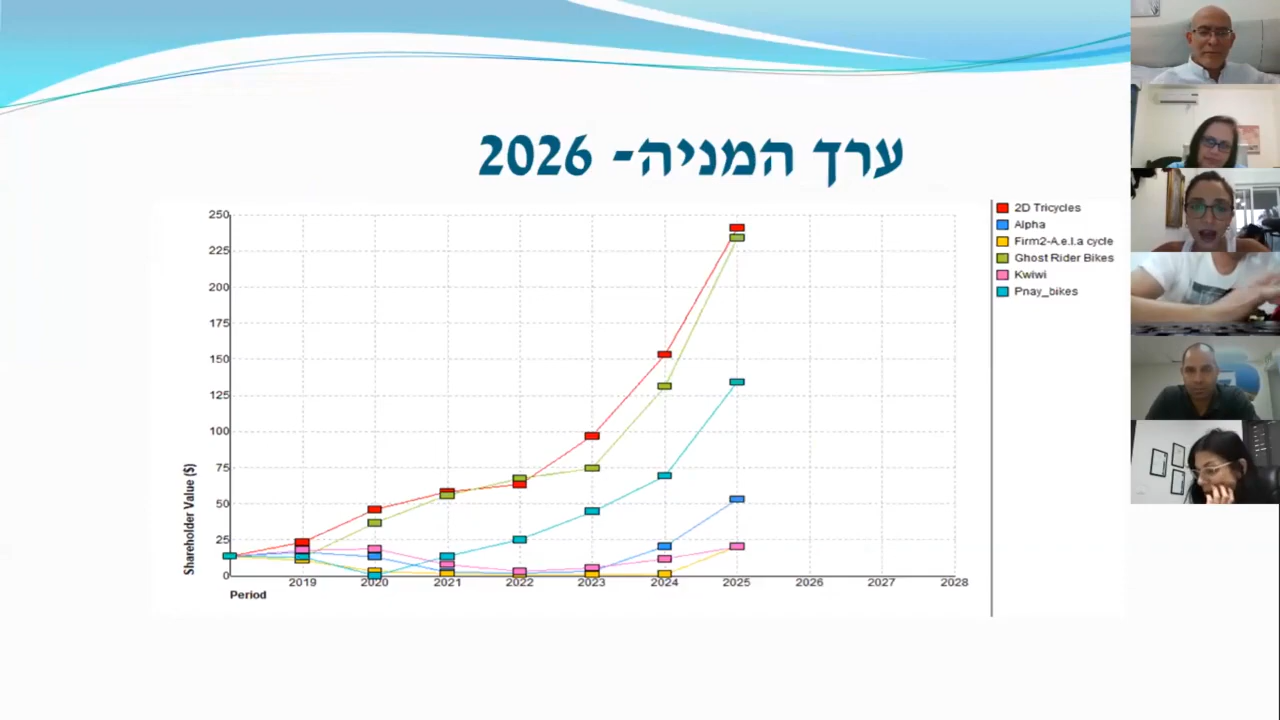 ערך המניה- 2026
250
225
200
175
150
125
100
75
50
25
0
Shareholder Value ($)
2019 2020 2021 2022 2023 2024 2025 2026 2027 2028
Period
2D Tricycles
Alpha
Firm2-A.e.l.a cycle
Ghost Rider Bikes
Kwiwi
Pnay_bikes